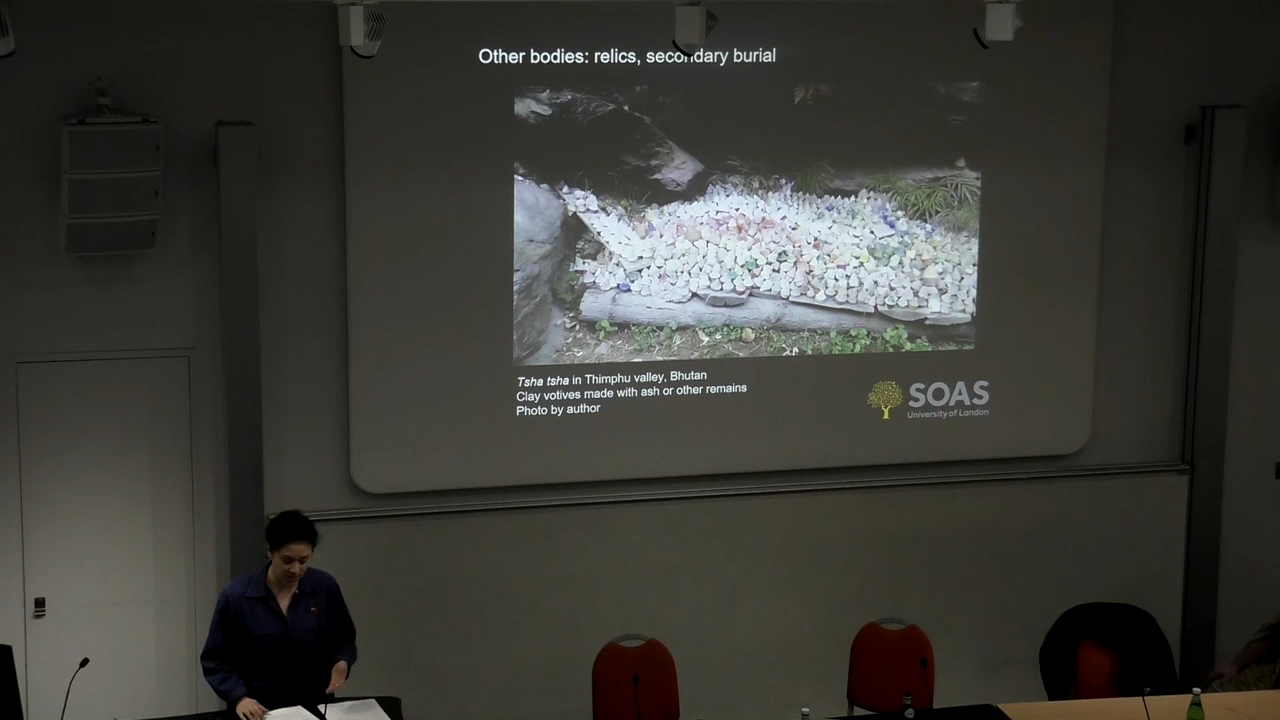 Other bodies: relics, secondary burial
Tsha tsha in Thimphu valley, Bhutan
Clay votives made with ash or other remains
Photo by author
SOAS
University of London